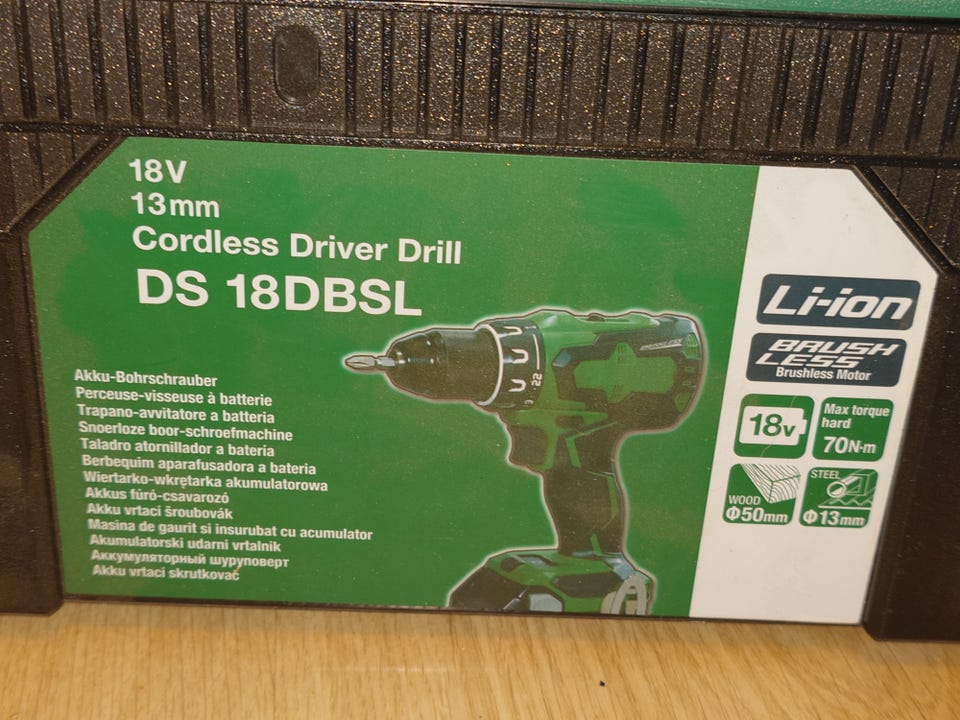 18V
13mm
Cordless Driver Drill
DS 18DBSL
Akku-Bohrschrauber
Perceuse-visseuse à batterie
Trapano-avvitatore a batteria
Snoerloze boor-schroefmachine
Taladro atornillador a bateria
Berbequim aparafusadora a bateria
Wiertarko-wkrętarka akumulatorowa
Akkus fúró-csavarozó
Akku vrtací šroubovák
Masina de gaurit si insurubat cu acumulator
Akumulatorski udarni vrtalnik
Аккумуляторный шуруповерт
Akku vrtací skrutkovač
22
BRUSHLESS
Li-ion
BRUSH
LESS
Brushless Motor
18v
Max torque
hard
70N·m
WOOD
Φ50mm
STEEL
Φ13mm